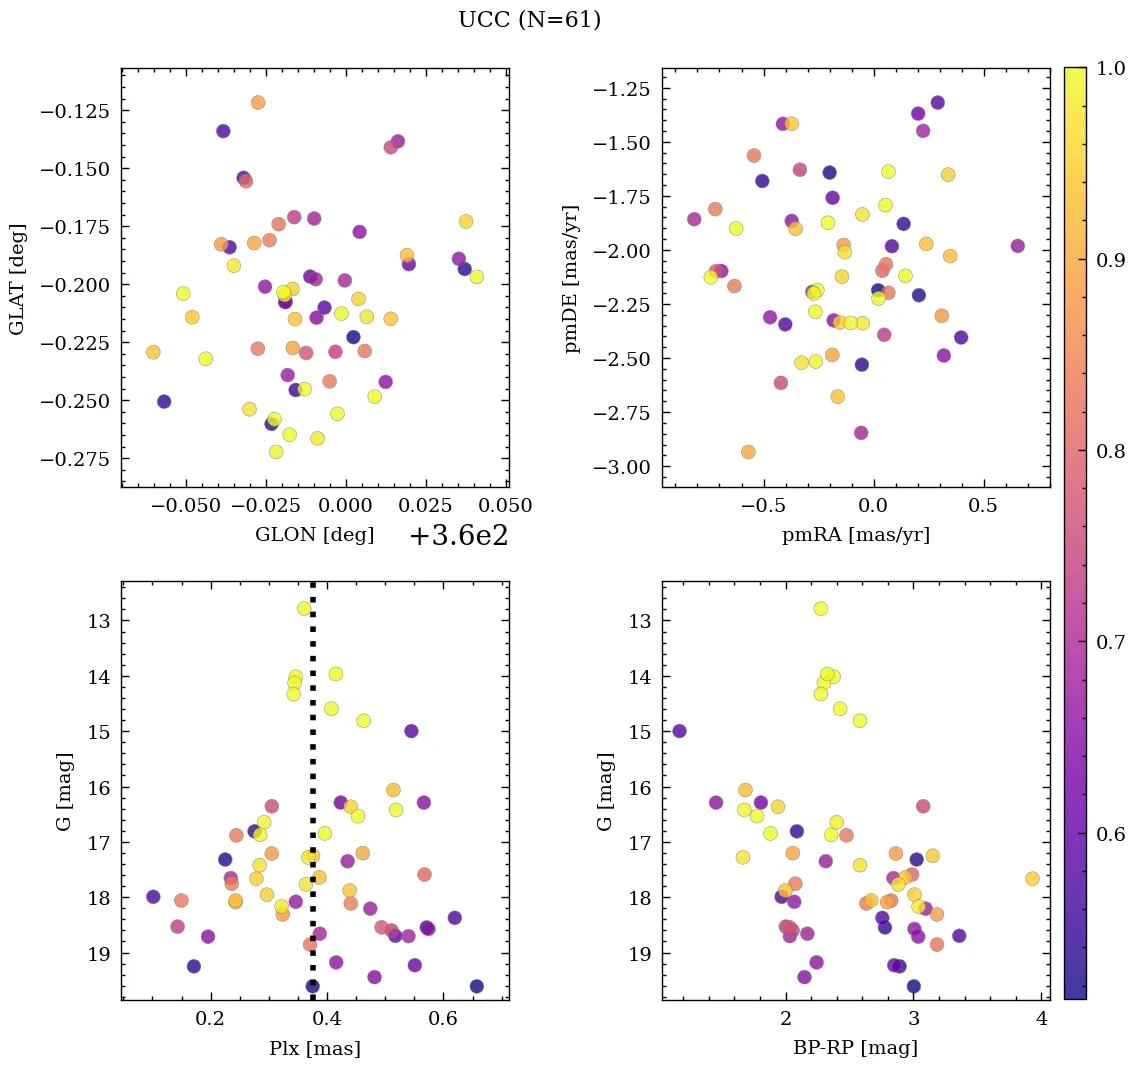 UCC (N=61)
−0.125
−0.150
−0.175
−0.200
−0.225
−0.250
−0.275
GLAT [deg]
−0.050 −0.025 0.000 0.025 0.050
GLON [deg]
+3.6e2
−1.25
−1.50
−1.75
−2.00
−2.25
−2.50
−2.75
−3.00
pmDE [mas/yr]
−0.5 0.0 0.5
pmRA [mas/yr]
13
14
15
16
17
18
19
G [mag]
0.2 0.4 0.6
Plx [mas]
13
14
15
16
17
18
19
G [mag]
2 3 4
BP-RP [mag]
1.0
0.9
0.8
0.7
0.6